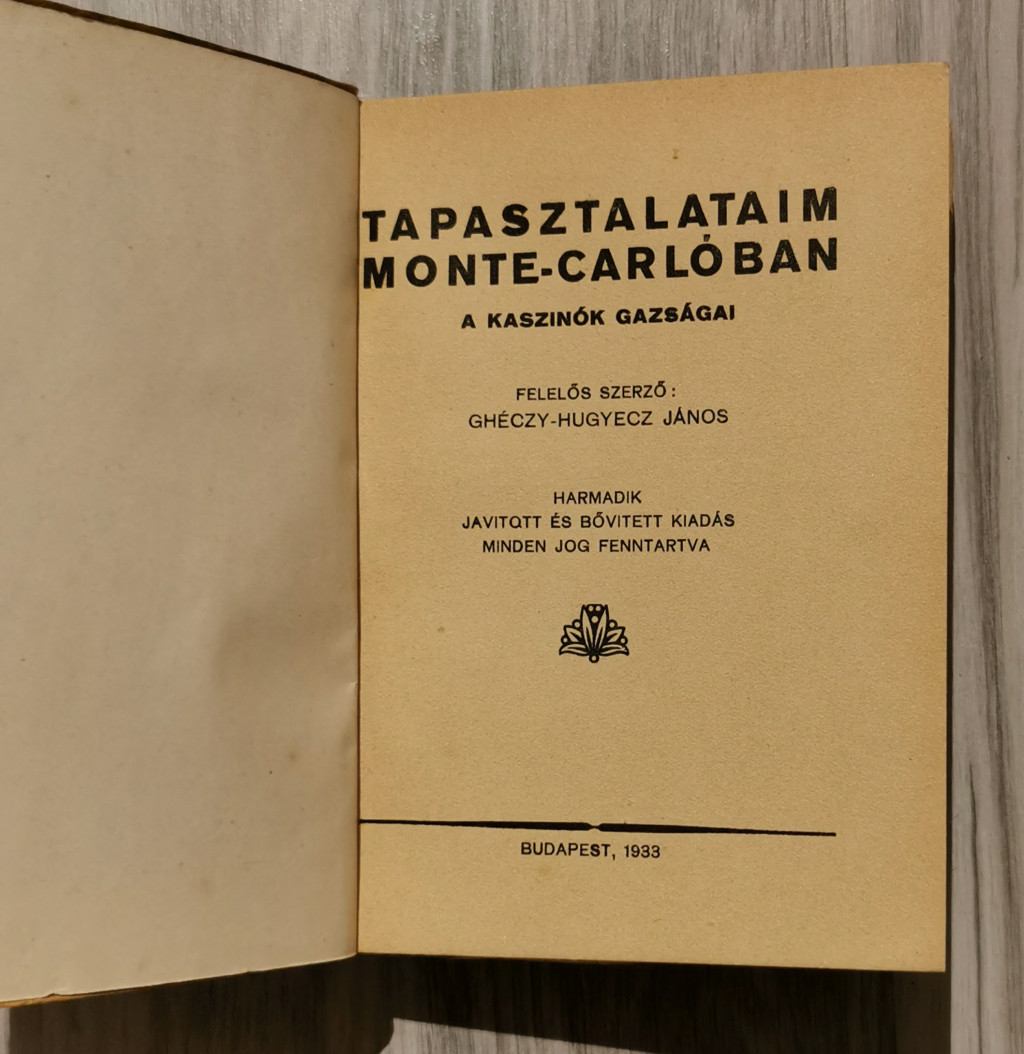 TAPASZTALATAIM
MONTE-CARLÓBAN
A KASZINÓK GAZSÁGAI
FELELŐS SZERZŐ:
GHÉCZY-HUGYECZ JÁNOS
HARMADIK
JAVITOTT ÉS BŐVITETT KIADÁS
MINDEN JOG FENNTARTVA
BUDAPEST, 1933